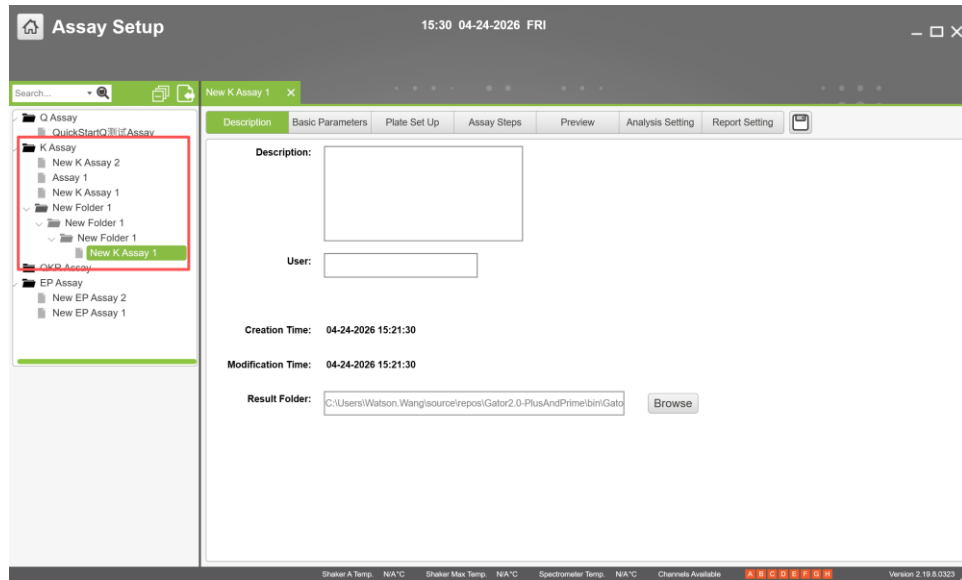 Assay Setup
15:30 04-24-2026 FRI
Search...
New K Assay 1
Q Assay
QuickStartQ测试Assay
K Assay
New K Assay 2
Assay 1
New K Assay 1
New Folder 1
New Folder 1
New Folder 1
New K Assay 1
QKR Assay
EP Assay
New EP Assay 2
New EP Assay 1
Description Basic Parameters Plate Set Up Assay Steps Preview Analysis Setting Report Setting
Description:
User:
Creation Time: 04-24-2026 15:21:30
Modification Time: 04-24-2026 15:21:30
Result Folder: C:\Users\Watson.Wang\source\repos\Gator2.0-PlusAndPrime\bin\Gato Browse
Shaker A Temp. N/A°C Shaker Max Temp. N/A°C Spectrometer Temp. N/A°C Channels Available A B C D E F G H Version 2.19.8.0323